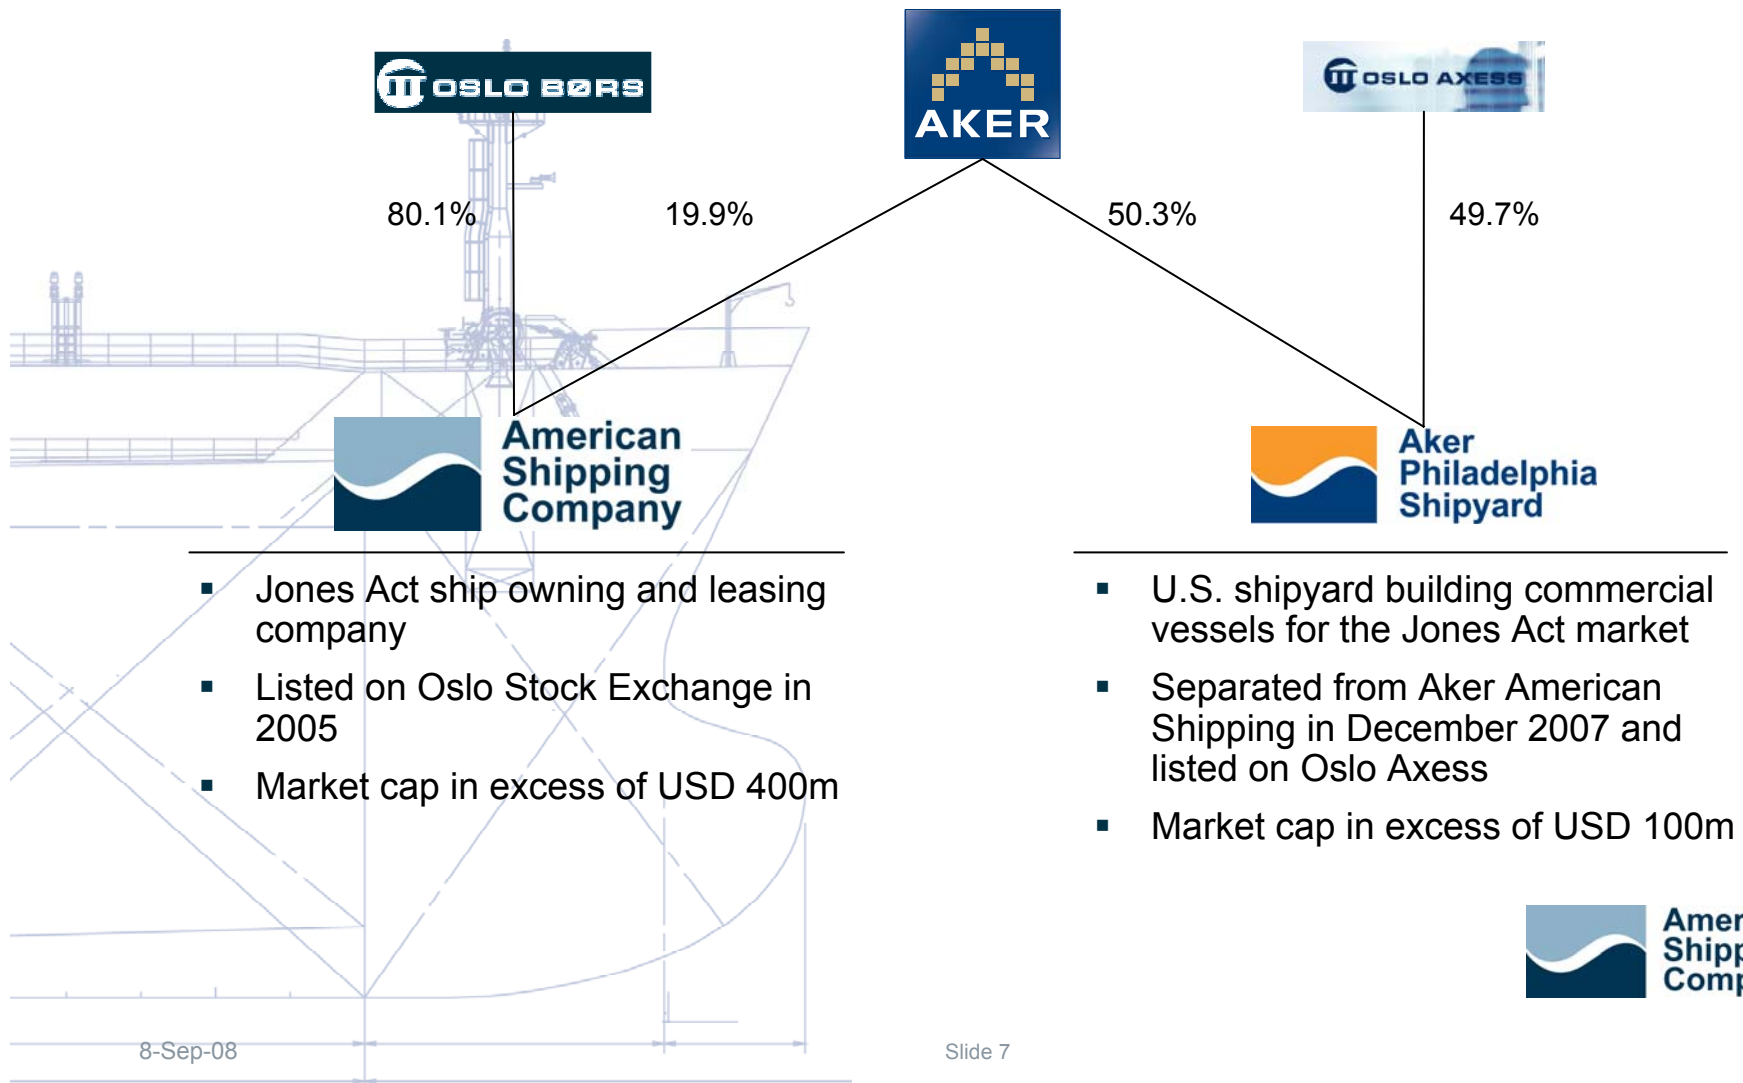 OSLO BØRS
AKER
OSLO AXESS
80.1%
19.9%
50.3%
49.7%
American
Shipping
Company
Aker
Philadelphia
Shipyard
▪ Jones Act ship owning and leasing
company
▪ Listed on Oslo Stock Exchange in
2005
▪ Market cap in excess of USD 400m
▪ U.S. shipyard building commercial
vessels for the Jones Act market
▪ Separated from Aker American
Shipping in December 2007 and
listed on Oslo Axess
▪ Market cap in excess of USD 100m
Amer
Shipp
Comp
8-Sep-08
Slide 7